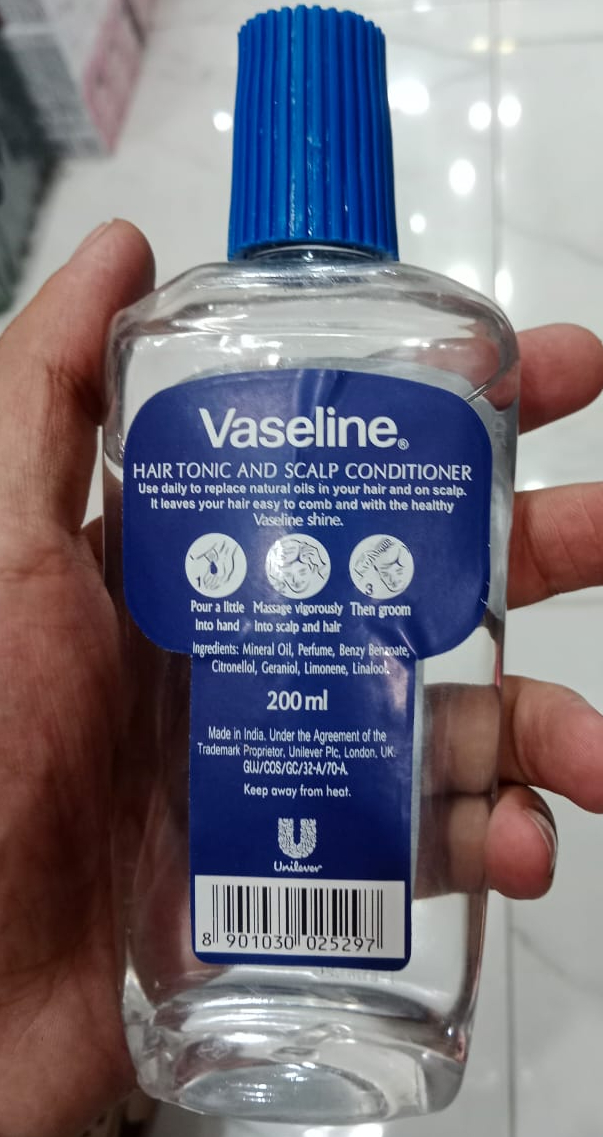 Vaseline®
HAIR TONIC AND SCALP CONDITIONER
Use daily to replace natural oils in your hair and on scalp.
It leaves your hair easy to comb and with the healthy
Vaseline shine.
1 3
Pour a little Massage vigorously Then groom
Into hand Into scalp and hair
Ingredients: Mineral Oil, Perfume, Benzy Benzoate,
Citronellol, Geraniol, Limonene, Linalool.
200 ml
Made in India. Under the Agreement of the
Trademark Proprietor, Unilever Plc, London, UK.
GUJ/COS/GC/32-A/70-A.
Keep away from heat.
Unilever
8 901030 025297